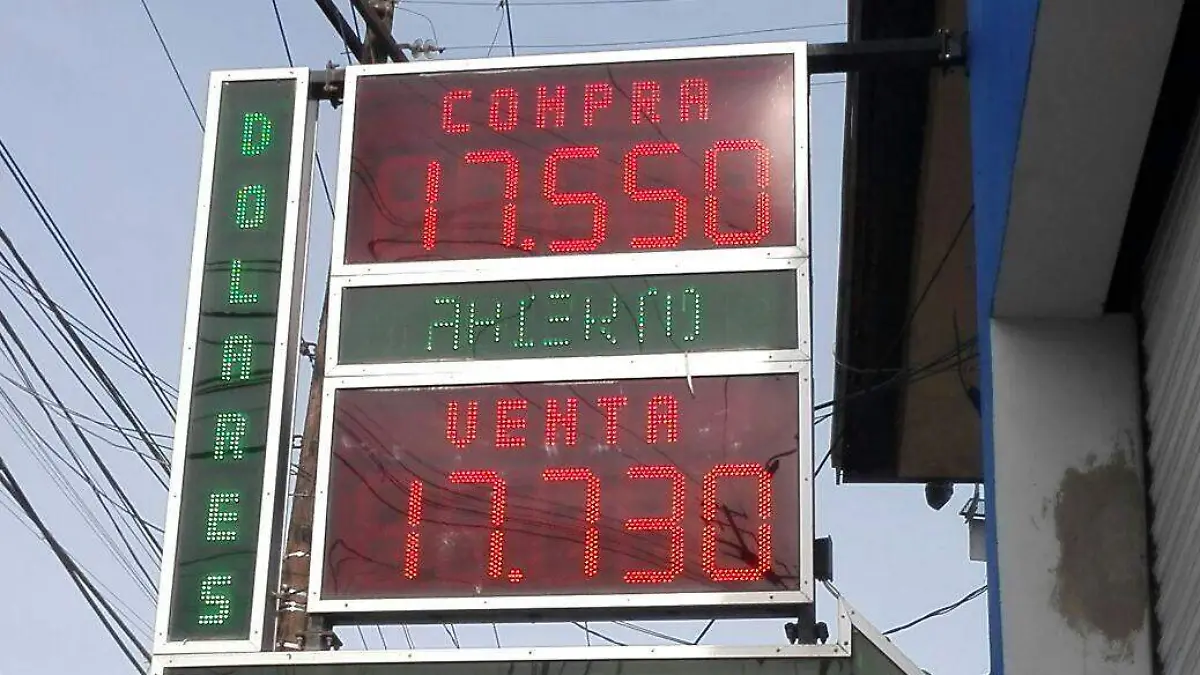 DOLARES
COMPRA
17.550
ABIERTO
VENTA
17.730